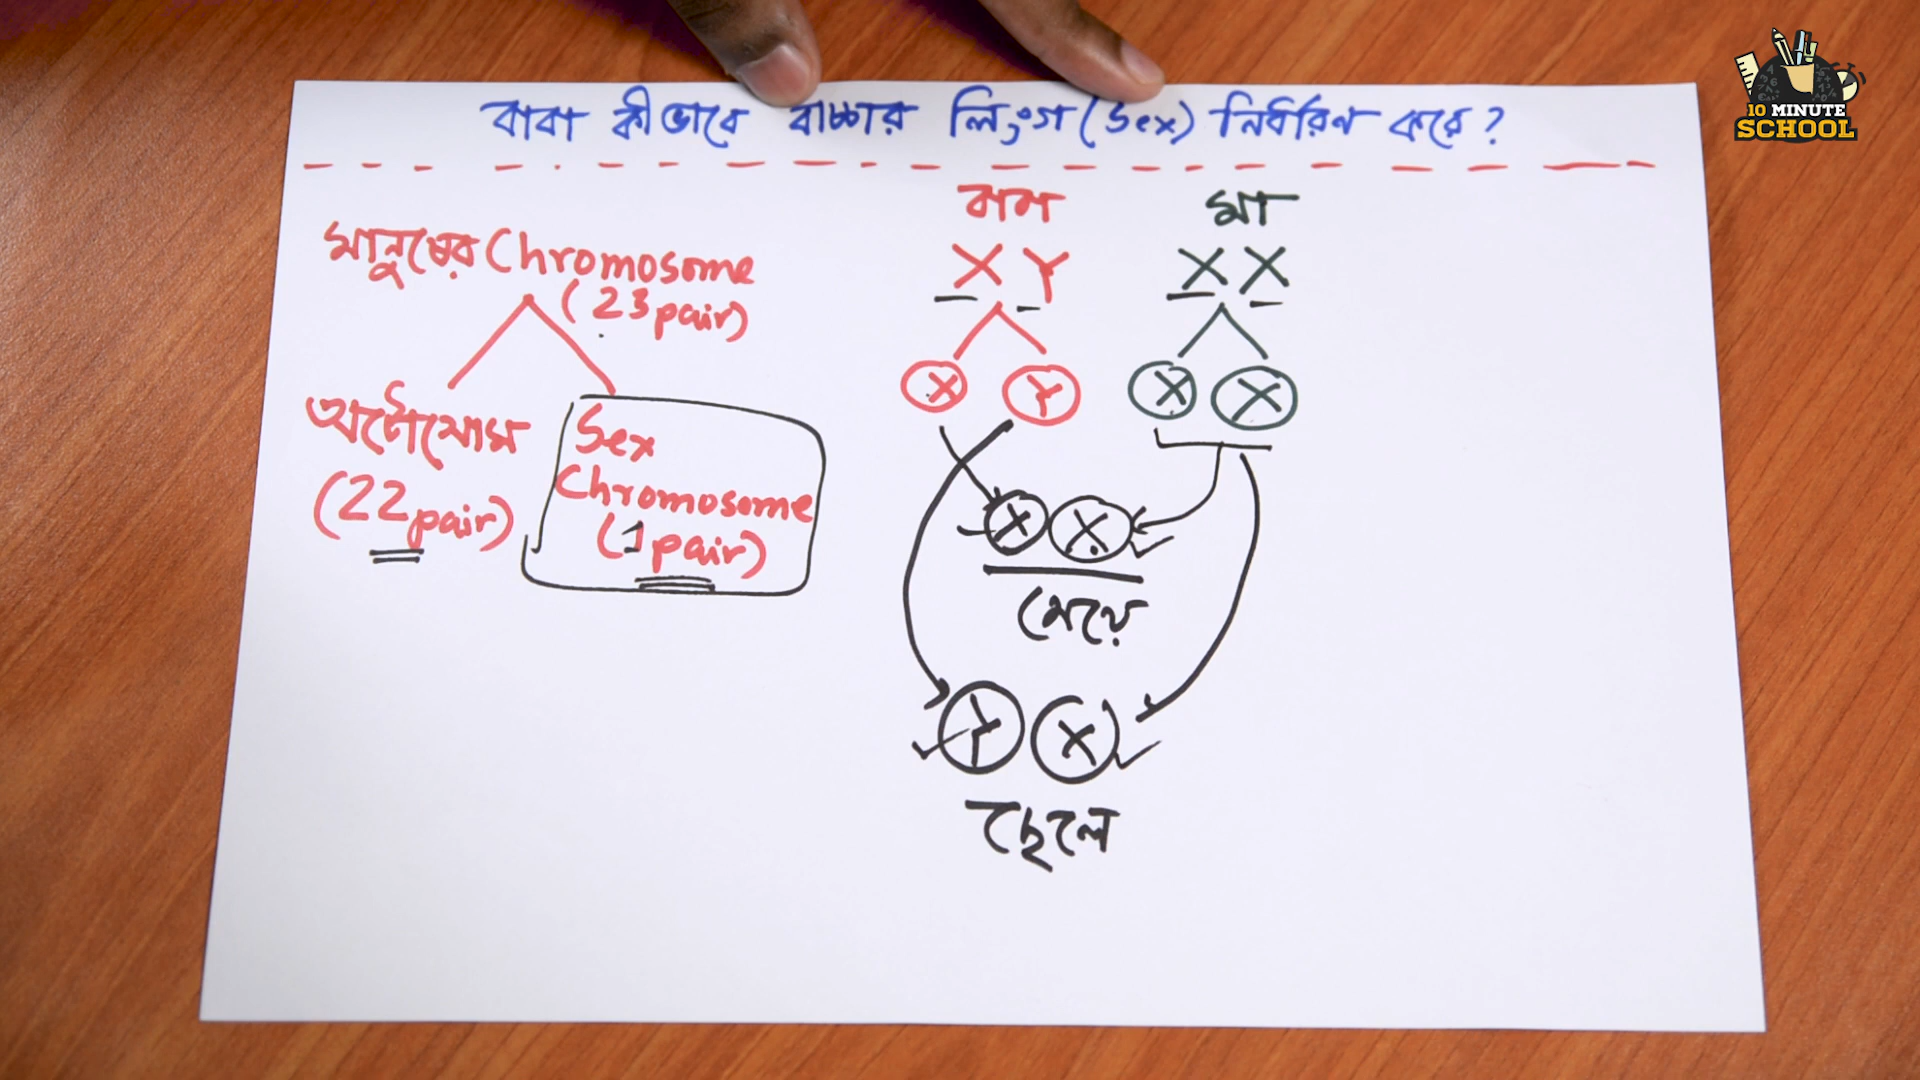 বাবা কীভাবে বাচ্চার লিংগ (Sex) নির্ধারণ করে?
10 MINUTE
SCHOOL
মানুষের Chromosome
(23 pair)
অটোসোম
(22 pair)
Sex
Chromosome
(1 pair)
বাবা
X Y
X Y
মা
X X
X X
X X
মেয়ে
Y X
ছেলে